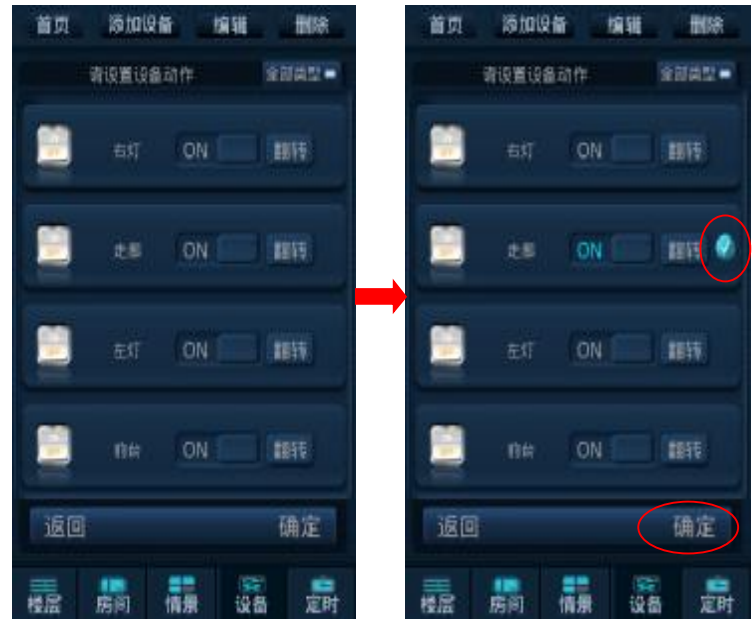 首页 添加设备 编辑 删除
请设置设备动作 全部类型
右灯 ON 翻转
走廊 ON 翻转
左灯 ON 翻转
前台 ON 翻转
返回 确定
楼层 房间 情景 设备 定时
首页 添加设备 编辑 删除
请设置设备动作 全部类型
右灯 ON 翻转
走廊 ON 翻转
左灯 ON 翻转
前台 ON 翻转
返回 确定
楼层 房间 情景 设备 定时